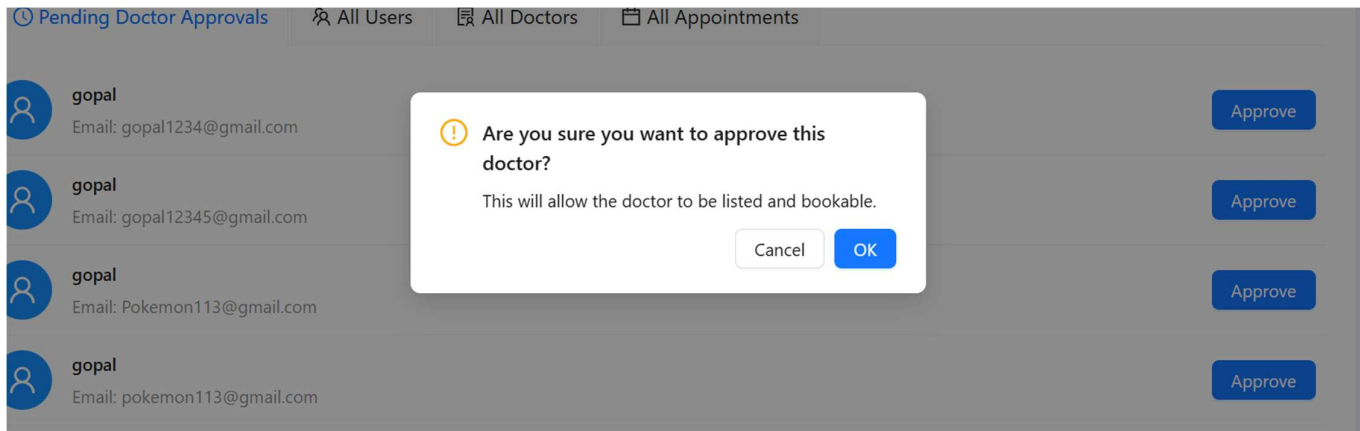 Pending Doctor Approvals All Users All Doctors All Appointments
gopal
Email: gopal1234@gmail.com
Approve
gopal
Email: gopal12345@gmail.com
Approve
gopal
Email: Pokemon113@gmail.com
Approve
gopal
Email: pokemon113@gmail.com
Approve
Are you sure you want to approve this
doctor?
This will allow the doctor to be listed and bookable.
Cancel OK